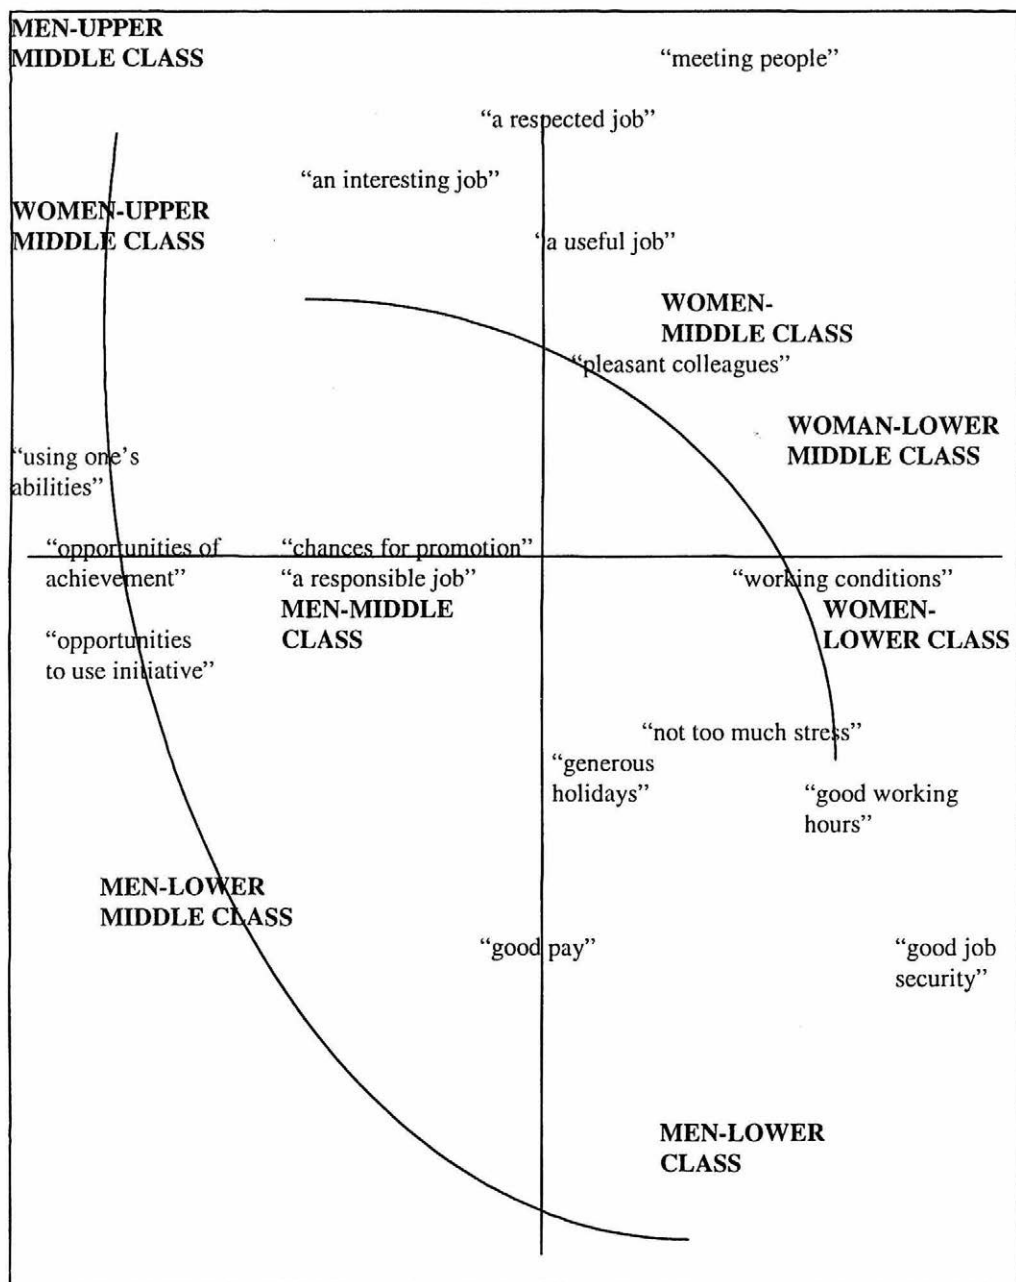 MEN-UPPER
MIDDLE CLASS
“meeting people”
“a respected job”
“an interesting job”
WOMEN-UPPER
MIDDLE CLASS
‘a useful job”
WOMEN-
MIDDLE CLASS
“pleasant colleagues”
WOMAN-LOWER
MIDDLE CLASS
“using one’s
abilities”
“opportunities of
achievement”
“chances for promotion”
“a responsible job”
MEN-MIDDLE
CLASS
“working conditions”
WOMEN-
LOWER CLASS
“opportunities
to use initiative”
“not too much stress”
“generous
holidays”
“good working
hours”
MEN-LOWER
MIDDLE CLASS
“good pay”
“good job
security”
MEN-LOWER
CLASS